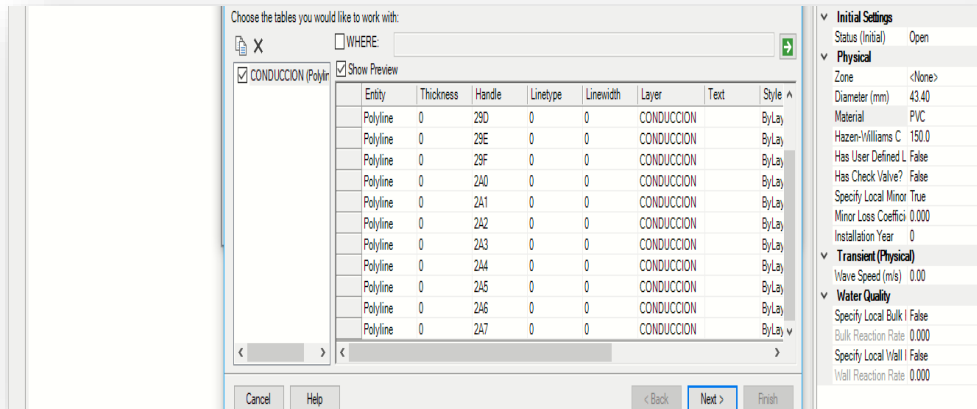 Choose the tables you would like to work with:
WHERE:
CONDUCCION (Polylin
Show Preview
Entity Thickness Handle Linetype Linewidth Layer Text Style
Polyline 0 29D 0 0 CONDUCCION ByLay
Polyline 0 29E 0 0 CONDUCCION ByLay
Polyline 0 29F 0 0 CONDUCCION ByLay
Polyline 0 2A0 0 0 CONDUCCION ByLay
Polyline 0 2A1 0 0 CONDUCCION ByLay
Polyline 0 2A2 0 0 CONDUCCION ByLay
Polyline 0 2A3 0 0 CONDUCCION ByLay
Polyline 0 2A4 0 0 CONDUCCION ByLay
Polyline 0 2A5 0 0 CONDUCCION ByLay
Polyline 0 2A6 0 0 CONDUCCION ByLay
Polyline 0 2A7 0 0 CONDUCCION ByLay
Cancel Help < Back Next > Finish
Initial Settings
Status (Initial) Open
Physical
Zone <None>
Diameter (mm) 43.40
Material PVC
Hazen-Williams C 150.0
Has User Defined L False
Has Check Valve? False
Specify Local Minor True
Minor Loss Coeffici 0.000
Installation Year 0
Transient (Physical)
Wave Speed (m/s) 0.00
Water Quality
Specify Local Bulk I False
Bulk Reaction Rate 0.000
Specify Local Wall I False
Wall Reaction Rate 0.000